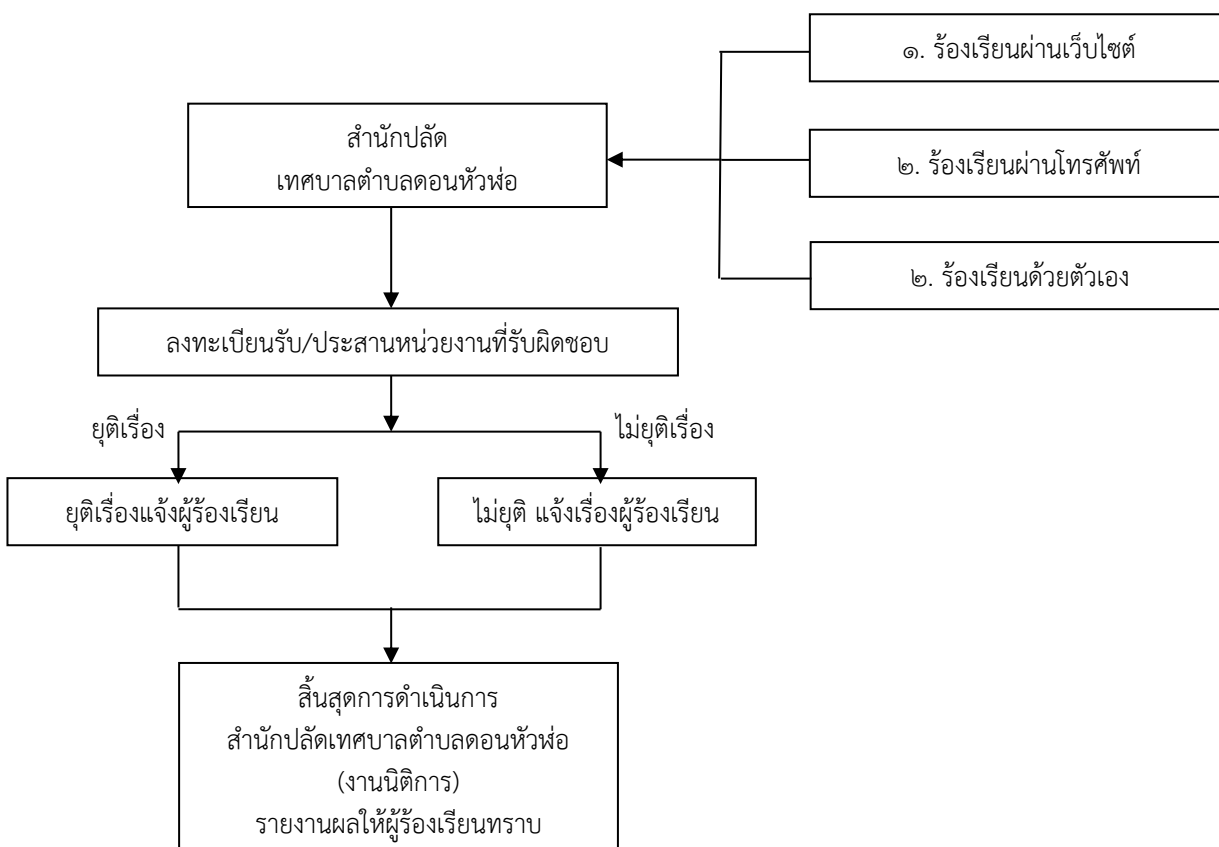 ๑. ร้องเรียนผ่านเว็บไซต์
สำนักปลัด
เทศบาลตำบลดอนหัวฬ่อ
๒. ร้องเรียนผ่านโทรศัพท์
๒. ร้องเรียนด้วยตัวเอง
ลงทะเบียนรับ/ประสานหน่วยงานที่รับผิดชอบ
ยุติเรื่อง
ไม่ยุติเรื่อง
ยุติเรื่องแจ้งผู้ร้องเรียน
ไม่ยุติ แจ้งเรื่องผู้ร้องเรียน
สิ้นสุดการดำเนินการ
สำนักปลัดเทศบาลตำบลดอนหัวฬ่อ
(งานนิติการ)
รายงานผลให้ผู้ร้องเรียนทราบ